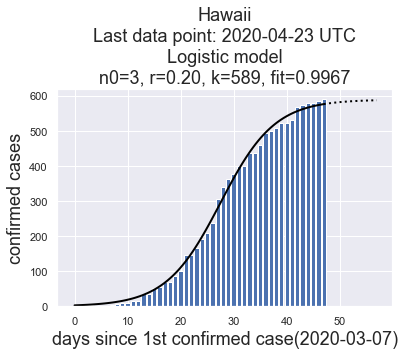 Hawaii
Last data point: 2020-04-23 UTC
Logistic model
n0=3, r=0.20, k=589, fit=0.9967
confirmed cases
600
500
400
300
200
100
0
0 10 20 30 40 50
days since 1st confirmed case(2020-03-07)